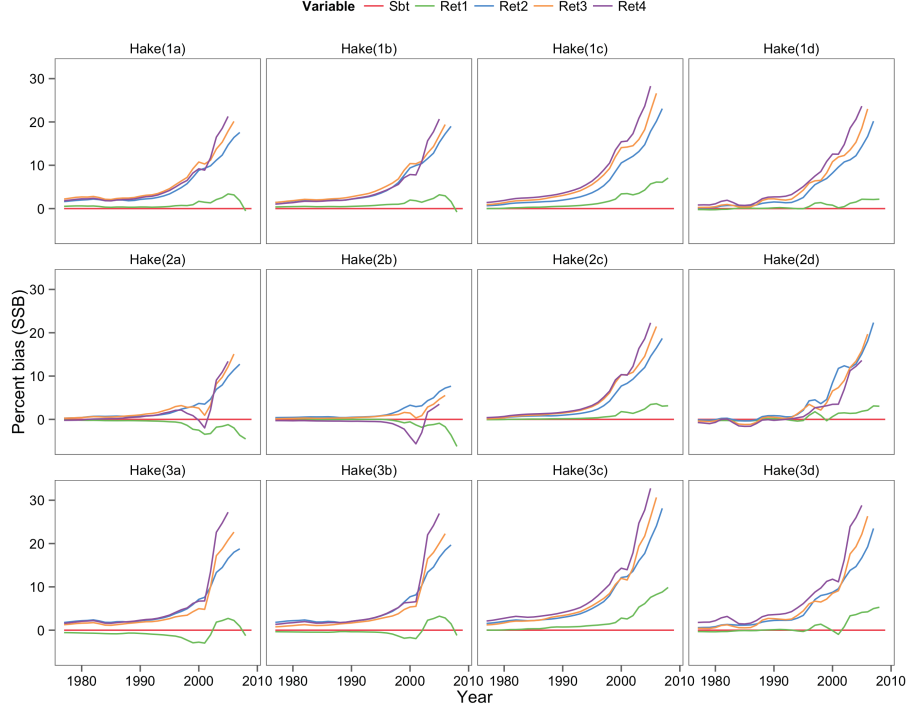 Variable Sbt Ret1 Ret2 Ret3 Ret4
Hake(1a) Hake(1b) Hake(1c) Hake(1d)
30
20
10
0
Hake(2a) Hake(2b) Hake(2c) Hake(2d)
30
20
10
0
Percent bias (SSB)
Hake(3a) Hake(3b) Hake(3c) Hake(3d)
30
20
10
0
1980 1990 2000 2010 1980 1990 2000 2010 1980 1990 2000 2010 1980 1990 2000 2010
Year